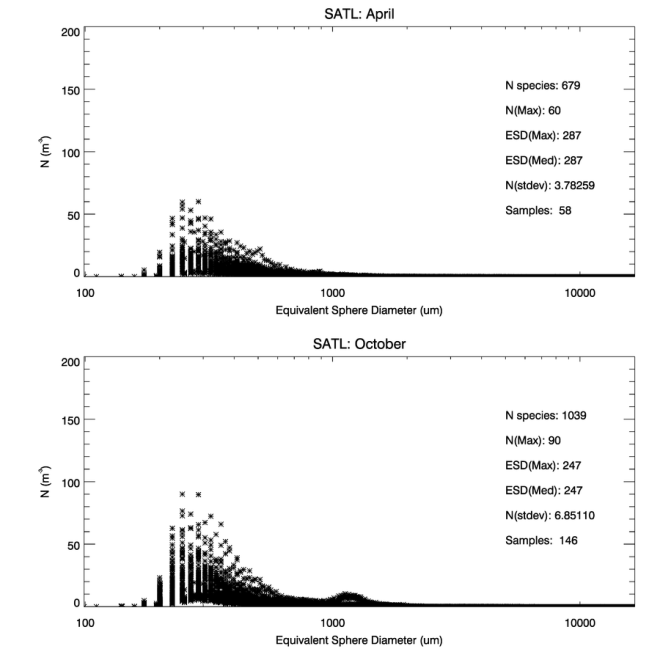 SATL: April
200
150
100
50
0
N (m⁻³)
N species: 679
N(Max): 60
ESD(Max): 287
ESD(Med): 287
N(stdev): 3.78259
Samples: 58
100 1000 10000
Equivalent Sphere Diameter (um)
SATL: October
200
150
100
50
0
N (m⁻³)
N species: 1039
N(Max): 90
ESD(Max): 247
ESD(Med): 247
N(stdev): 6.85110
Samples: 146
100 1000 10000
Equivalent Sphere Diameter (um)